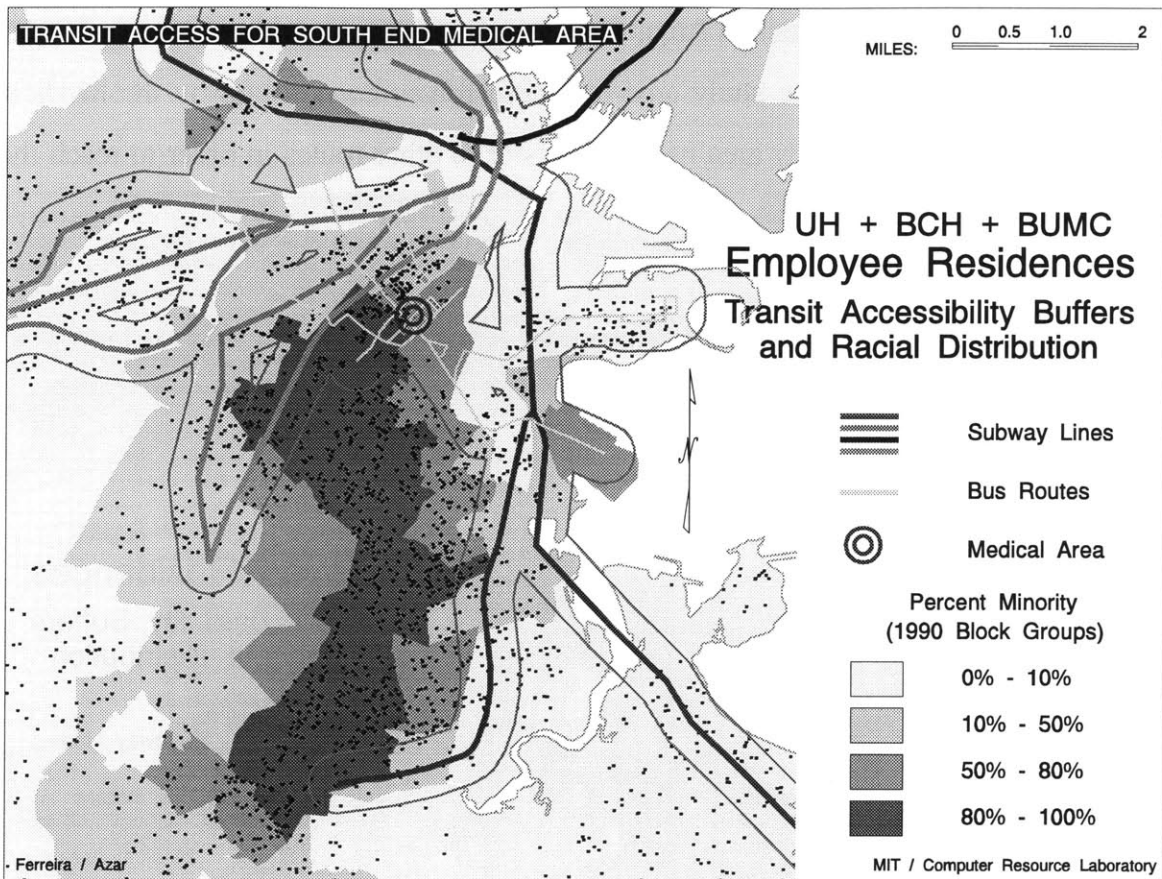 TRANSIT ACCESS FOR SOUTH END MEDICAL AREA
MILES:
0 0.5 1.0 2
UH + BCH + BUMC
Employee Residences
Transit Accessibility Buffers
and Racial Distribution
N
Subway Lines
Bus Routes
Medical Area
Percent Minority
(1990 Block Groups)
0% - 10%
10% - 50%
50% - 80%
80% - 100%
Ferreira / Azar
MIT / Computer Resource Laboratory